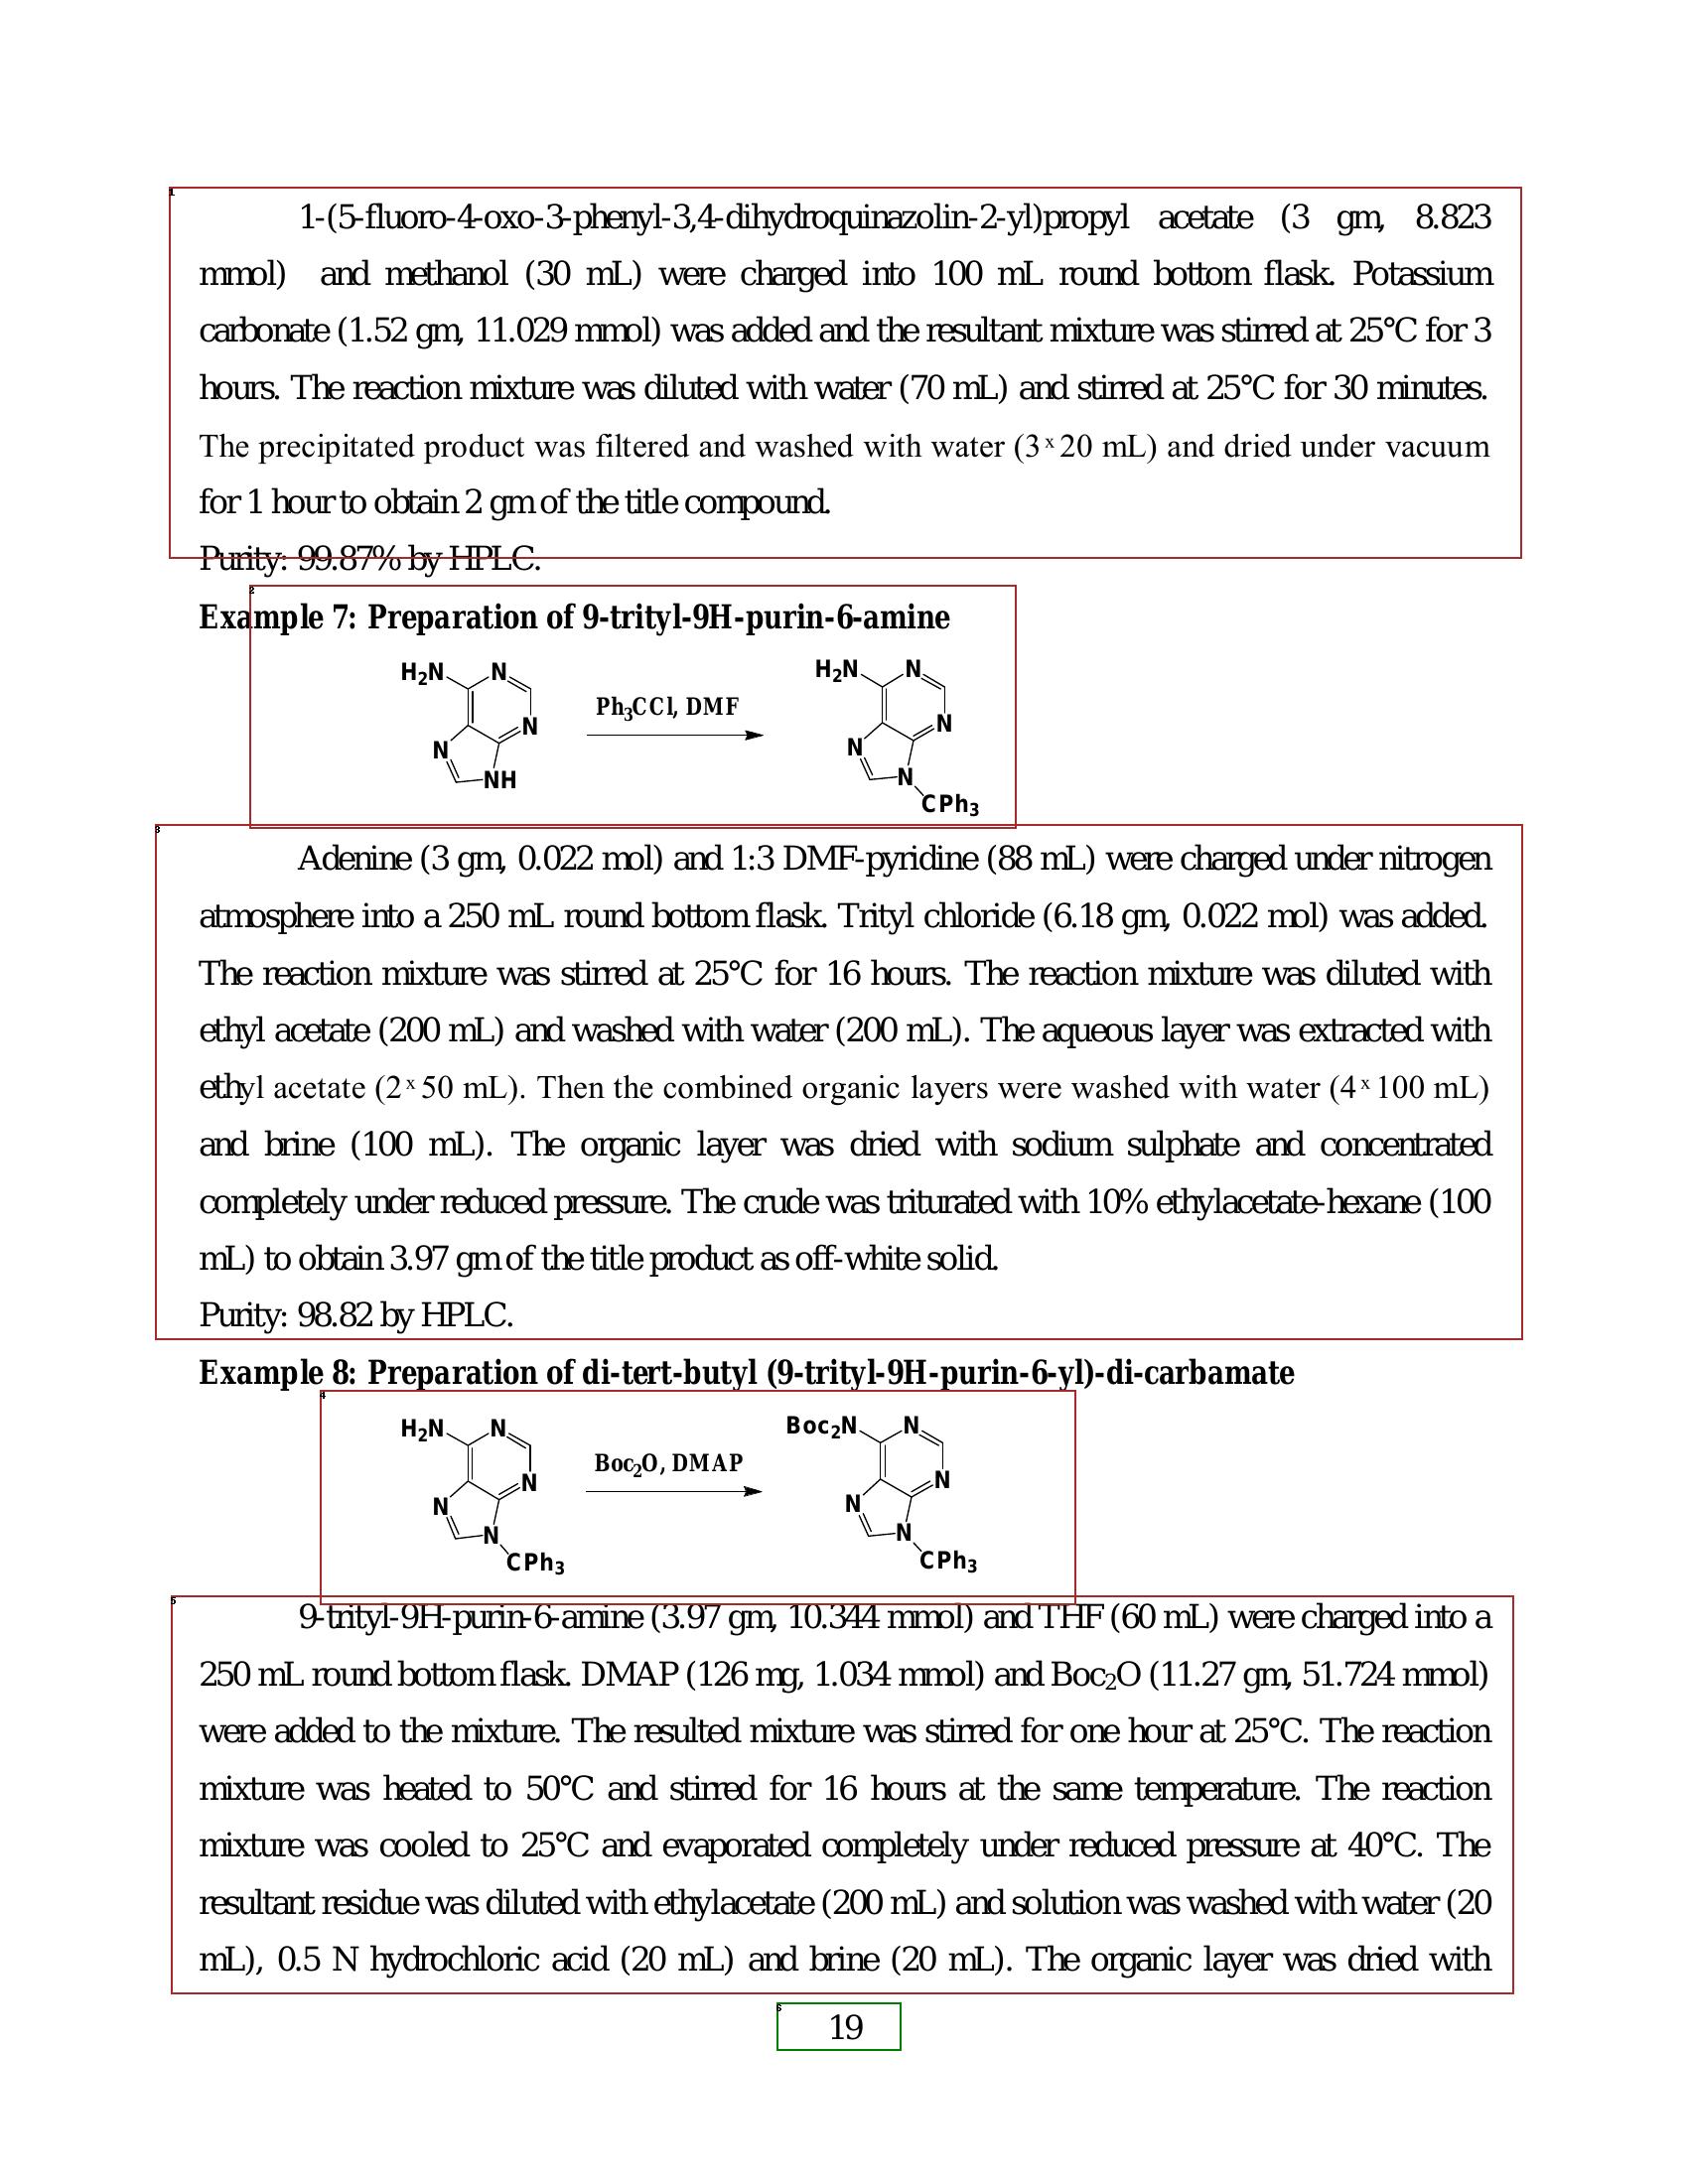 1-(5-fluoro-4-oxo-3-phenyl-3,4-dihydroquinazolin-2-yl)propyl acetate (3 gm, 8.823
mmol) and methanol (30 mL) were charged into 100 mL round bottom flask. Potassium
carbonate (1.52 gm, 11.029 mmol) was added and the resultant mixture was stirred at 25°C for 3
hours. The reaction mixture was diluted with water (70 mL) and stirred at 25°C for 30 minutes.
The precipitated product was filtered and washed with water (3 x 20 mL) and dried under vacuum
for 1 hour to obtain 2 gm of the title compound.
Purity: 99.87% by HPLC.
Example 7: Preparation of 9-trityl-9H-purin-6-amine
H2N N N N NH
Ph3CCl, DMF
H2N N N N N CPh3
Adenine (3 gm, 0.022 mol) and 1:3 DMF-pyridine (88 mL) were charged under nitrogen
atmosphere into a 250 mL round bottom flask. Trityl chloride (6.18 gm, 0.022 mol) was added.
The reaction mixture was stirred at 25°C for 16 hours. The reaction mixture was diluted with
ethyl acetate (200 mL) and washed with water (200 mL). The aqueous layer was extracted with
ethyl acetate (2 x 50 mL). Then the combined organic layers were washed with water (4 x 100 mL)
and brine (100 mL). The organic layer was dried with sodium sulphate and concentrated
completely under reduced pressure. The crude was triturated with 10% ethylacetate-hexane (100
mL) to obtain 3.97 gm of the title product as off-white solid.
Purity: 98.82 by HPLC.
Example 8: Preparation of di-tert-butyl (9-trityl-9H-purin-6-yl)-di-carbamate
H2N N N N N CPh3
Boc2O, DMAP
Boc2N N N N N CPh3
9-trityl-9H-purin-6-amine (3.97 gm, 10.344 mmol) and THF (60 mL) were charged into a
250 mL round bottom flask. DMAP (126 mg, 1.034 mmol) and Boc2O (11.27 gm, 51.724 mmol)
were added to the mixture. The resulted mixture was stirred for one hour at 25°C. The reaction
mixture was heated to 50°C and stirred for 16 hours at the same temperature. The reaction
mixture was cooled to 25°C and evaporated completely under reduced pressure at 40°C. The
resultant residue was diluted with ethylacetate (200 mL) and solution was washed with water (20
mL), 0.5 N hydrochloric acid (20 mL) and brine (20 mL). The organic layer was dried with
19